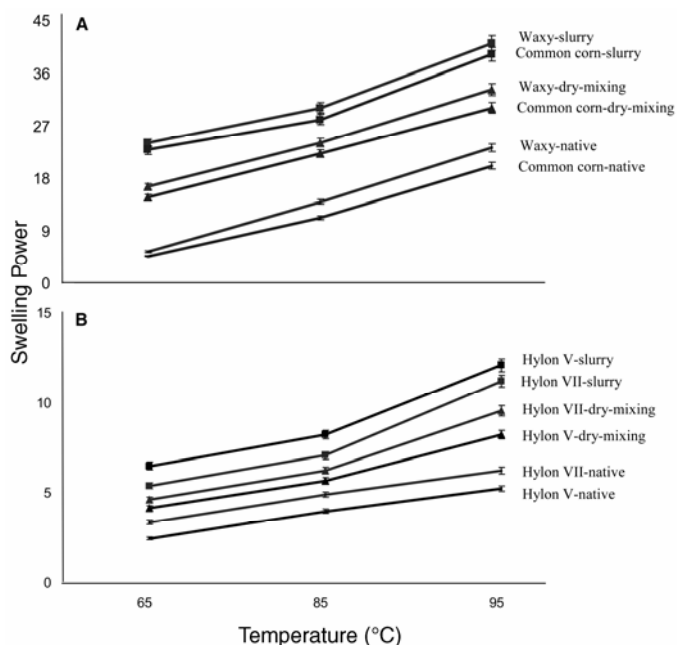 A
45
36
27
18
9
0
Waxy-slurry
Common corn-slurry
Waxy-dry-mixing
Common corn-dry-mixing
Waxy-native
Common corn-native
Swelling Power
B
15
10
5
0
Hylon V-slurry
Hylon VII-slurry
Hylon VII-dry-mixing
Hylon V-dry-mixing
Hylon VII-native
Hylon V-native
65 85 95
Temperature (°C)